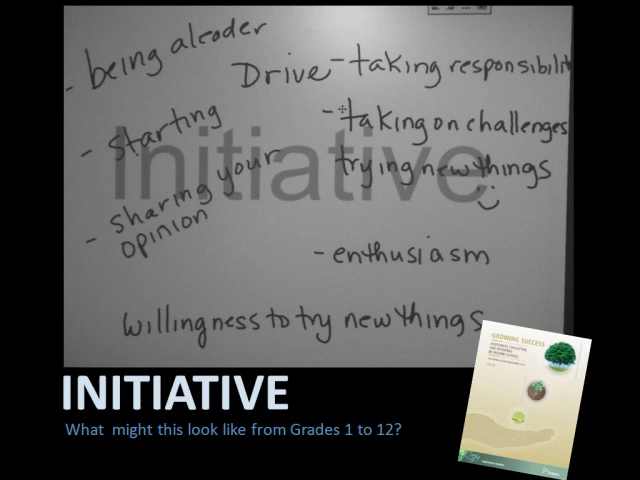 - being a leader
Drive - taking responsibilit
- starting
- taking on challenges
Initiative
trying new things
- sharing your
opinion
- enthusiasm
willingness to try new things
INITIATIVE
What might this look like from Grades 1 to 12?
GROWING SUCCESS